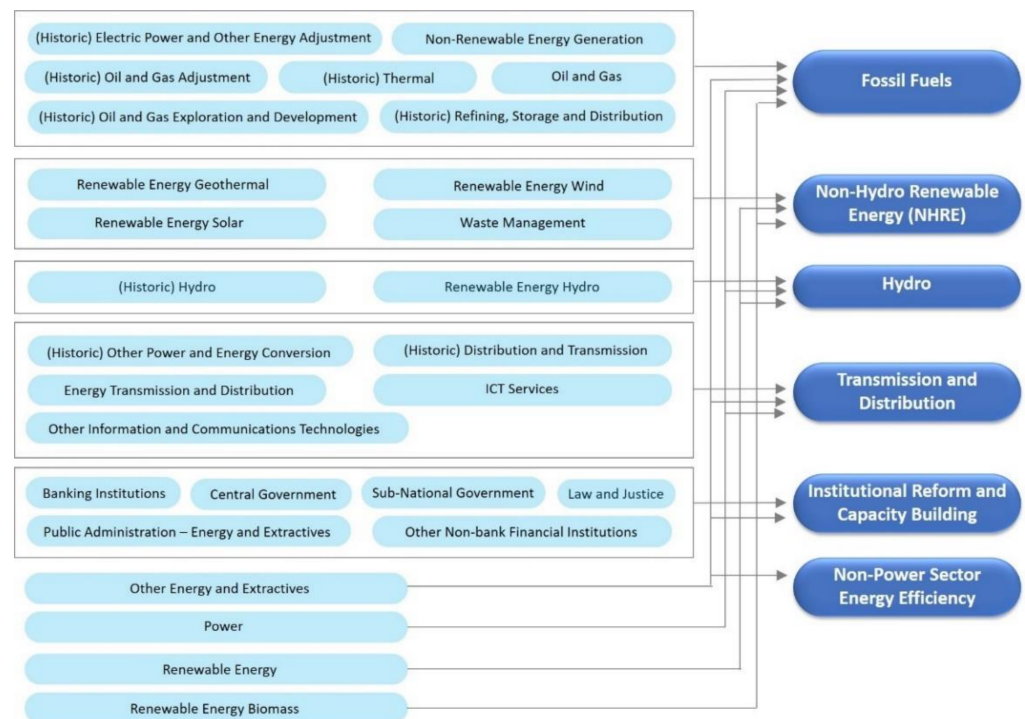 (Historic) Electric Power and Other Energy Adjustment
Non-Renewable Energy Generation
(Historic) Oil and Gas Adjustment
(Historic) Thermal
Oil and Gas
(Historic) Oil and Gas Exploration and Development
(Historic) Refining, Storage and Distribution
Fossil Fuels
Renewable Energy Geothermal
Renewable Energy Wind
Renewable Energy Solar
Waste Management
Non-Hydro Renewable
Energy (NHRE)
(Historic) Hydro
Renewable Energy Hydro
Hydro
(Historic) Other Power and Energy Conversion
(Historic) Distribution and Transmission
Energy Transmission and Distribution
ICT Services
Other Information and Communications Technologies
Transmission and
Distribution
Banking Institutions
Central Government
Sub-National Government
Law and Justice
Public Administration – Energy and Extractives
Other Non-bank Financial Institutions
Institutional Reform and
Capacity Building
Other Energy and Extractives
Power
Renewable Energy
Renewable Energy Biomass
Non-Power Sector
Energy Efficiency